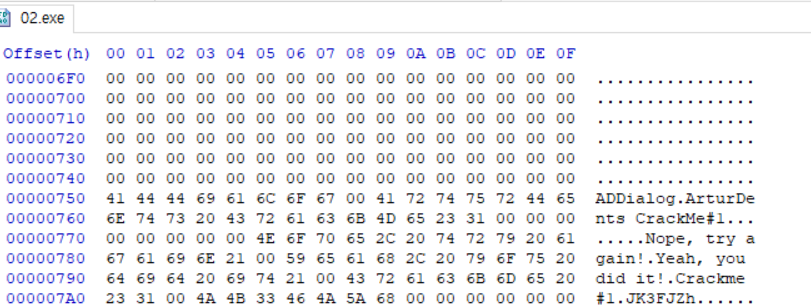 02.exe
Offset(h) 00 01 02 03 04 05 06 07 08 09 0A 0B 0C 0D 0E 0F
000006F0 00 00 00 00 00 00 00 00 00 00 00 00 00 00 00 00 ................
00000700 00 00 00 00 00 00 00 00 00 00 00 00 00 00 00 00 ................
00000710 00 00 00 00 00 00 00 00 00 00 00 00 00 00 00 00 ................
00000720 00 00 00 00 00 00 00 00 00 00 00 00 00 00 00 00 ................
00000730 00 00 00 00 00 00 00 00 00 00 00 00 00 00 00 00 ................
00000740 00 00 00 00 00 00 00 00 00 00 00 00 00 00 00 00 ................
00000750 41 44 44 69 61 6C 6F 67 00 41 72 74 75 72 44 65 ADDialog.ArturDe
00000760 6E 74 73 20 43 72 61 63 6B 4D 65 23 31 00 00 00 nts CrackMe#1...
00000770 00 00 00 00 00 4E 6F 70 65 2C 20 74 72 79 20 61 .....Nope, try a
00000780 67 61 69 6E 21 00 59 65 61 68 2C 20 79 6F 75 20 gain!.Yeah, you
00000790 64 69 64 20 69 74 21 00 43 72 61 63 6B 6D 65 20 did it!.Crackme
000007A0 23 31 00 4A 4B 33 46 4A 5A 68 00 00 00 00 00 00 #1.JK3FJZh......